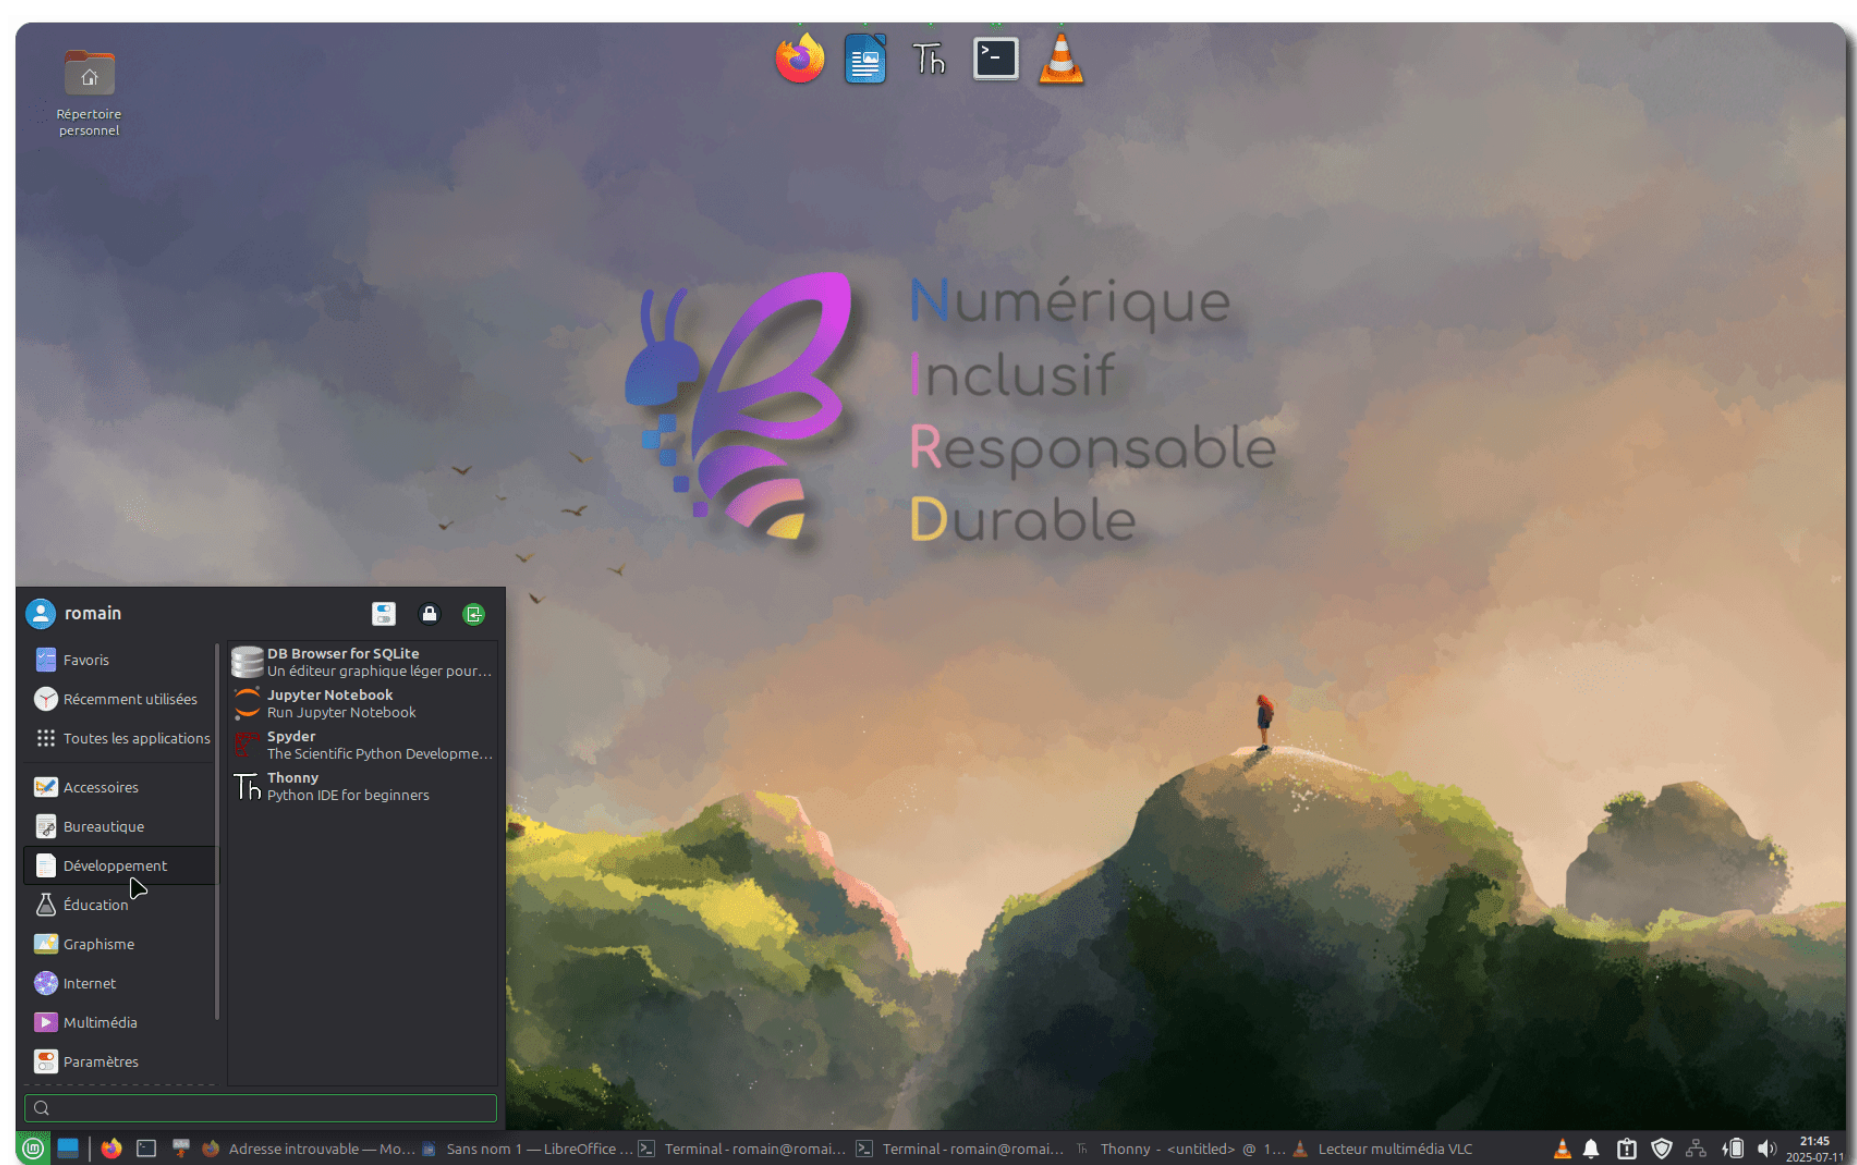 Répertoire
personnel
Th
>_
Numérique
Inclusif
Responsable
Durable
romain
Favoris
Récemment utilisées
Toutes les applications
Accessoires
Bureautique
Développement
Éducation
Graphisme
Internet
Multimédia
Paramètres
DB Browser for SQLite
Un éditeur graphique léger pour...
Jupyter Notebook
Run Jupyter Notebook
Spyder
The Scientific Python Developme...
Th
Thonny
Python IDE for beginners
Adresse introuvable — Mo...
Sans nom 1 — LibreOffice ...
Terminal - romain@romai...
Terminal - romain@romai...
Th
Thonny - <untitled> @ 1...
Lecteur multimédia VLC
21:45
2025-07-11